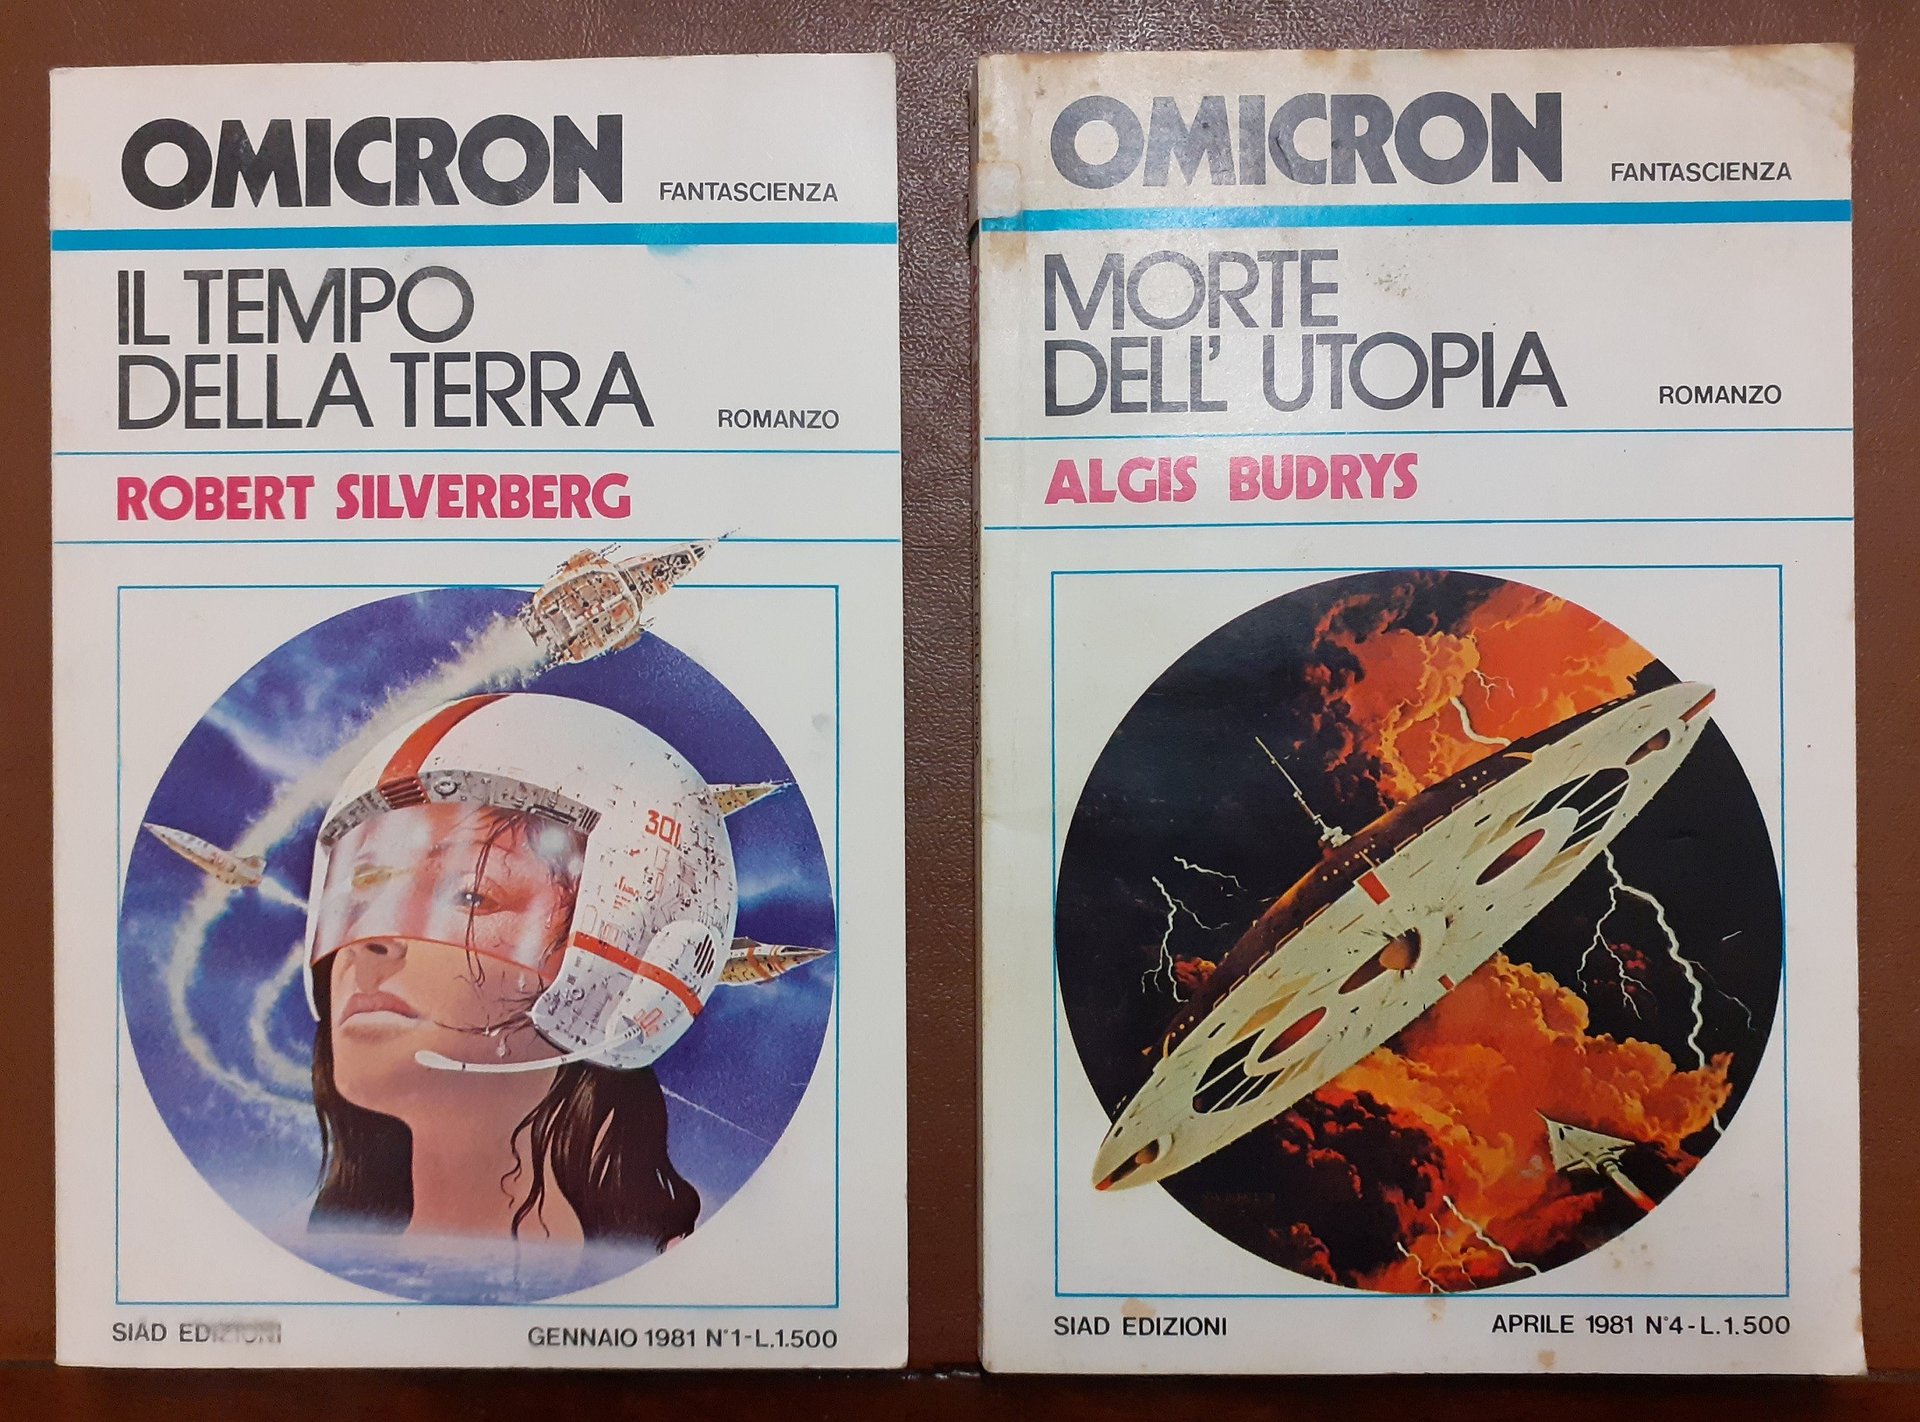 OMICRON
FANTASCIENZA
IL TEMPO
DELLA TERRA
ROMANZO
ROBERT SILVERBERG
301
SIAD EDIZIONI
GENNAIO 1981 N°1-L.1.500
OMICRON
FANTASCIENZA
MORTE
DELL' UTOPIA
ROMANZO
ALGIS BUDRYS
SIAD EDIZIONI
APRILE 1981 N°4-L.1.500